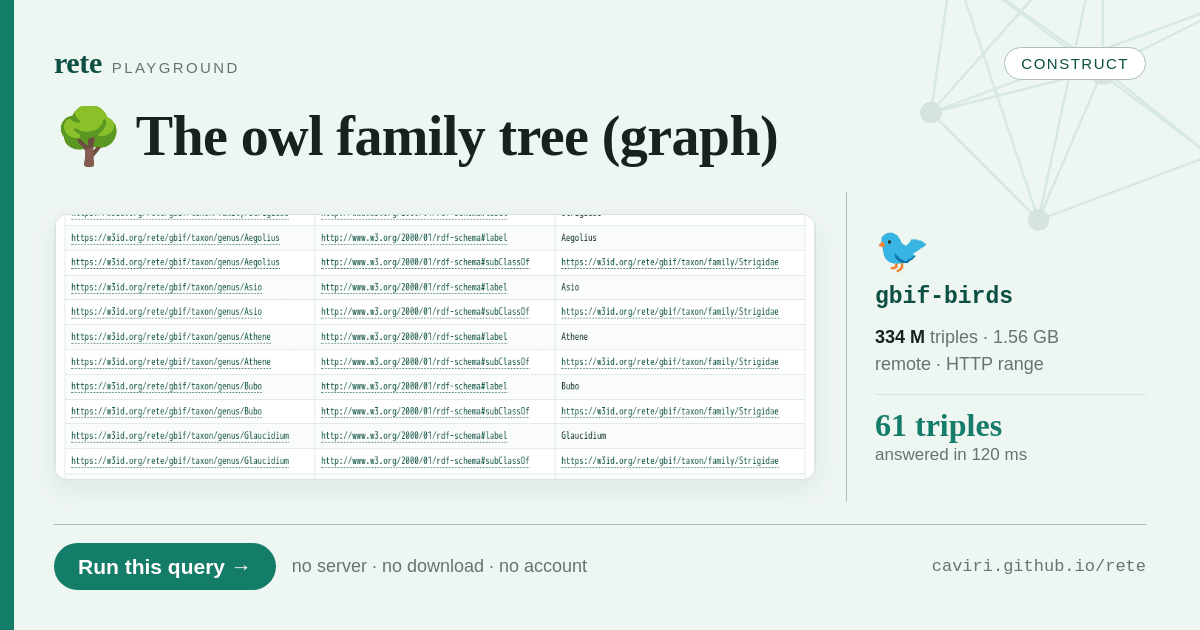 rete PLAYGROUND
CONSTRUCT
The owl family tree (graph)
https://w3id.org/rete/gbif/taxon/genus/Aegolius http://www.w3.org/2000/01/rdf-schema#label Aegolius
https://w3id.org/rete/gbif/taxon/genus/Aegolius http://www.w3.org/2000/01/rdf-schema#subClassOf https://w3id.org/rete/gbif/taxon/family/Strigidae
https://w3id.org/rete/gbif/taxon/genus/Asio http://www.w3.org/2000/01/rdf-schema#label Asio
https://w3id.org/rete/gbif/taxon/genus/Asio http://www.w3.org/2000/01/rdf-schema#subClassOf https://w3id.org/rete/gbif/taxon/family/Strigidae
https://w3id.org/rete/gbif/taxon/genus/Athene http://www.w3.org/2000/01/rdf-schema#label Athene
https://w3id.org/rete/gbif/taxon/genus/Athene http://www.w3.org/2000/01/rdf-schema#subClassOf https://w3id.org/rete/gbif/taxon/family/Strigidae
https://w3id.org/rete/gbif/taxon/genus/Bubo http://www.w3.org/2000/01/rdf-schema#label Bubo
https://w3id.org/rete/gbif/taxon/genus/Bubo http://www.w3.org/2000/01/rdf-schema#subClassOf https://w3id.org/rete/gbif/taxon/family/Strigidae
https://w3id.org/rete/gbif/taxon/genus/Glaucidium http://www.w3.org/2000/01/rdf-schema#label Glaucidium
https://w3id.org/rete/gbif/taxon/genus/Glaucidium http://www.w3.org/2000/01/rdf-schema#subClassOf https://w3id.org/rete/gbif/taxon/family/Strigidae
gbif-birds
334 M triples · 1.56 GB
remote · HTTP range
61 triples
answered in 120 ms
Run this query →
no server · no download · no account
caviri.github.io/rete